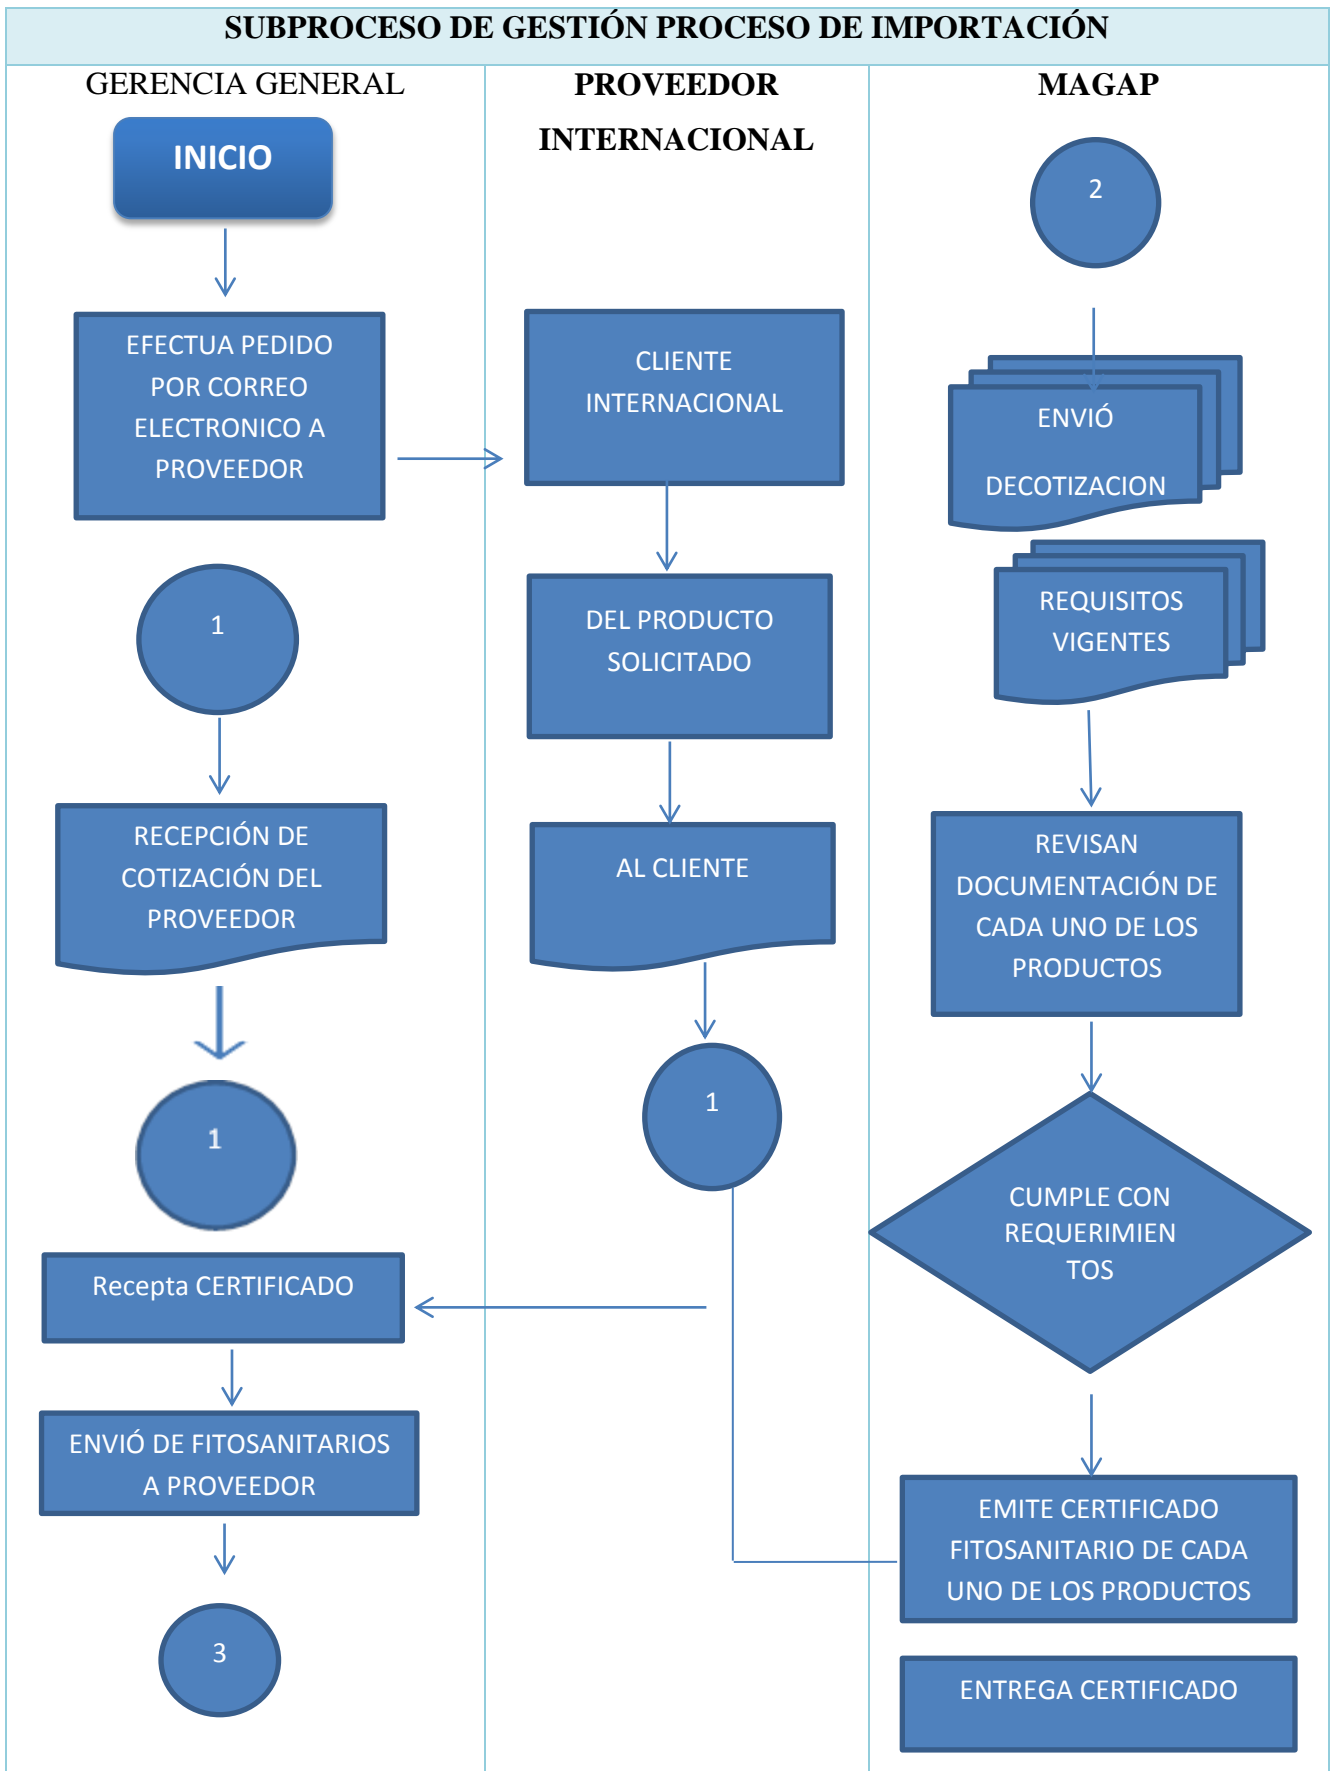 SUBPROCESO DE GESTIÓN PROCESO DE IMPORTACIÓN
GERENCIA GENERAL
INICIO
EFECTUA PEDIDO
POR CORREO
ELECTRONICO A
PROVEEDOR
1
RECEPCIÓN DE
COTIZACIÓN DEL
PROVEEDOR
1
Recepta CERTIFICADO
ENVIÓ DE FITOSANITARIOS
A PROVEEDOR
3
PROVEEDOR
INTERNACIONAL
CLIENTE
INTERNACIONAL
DEL PRODUCTO
SOLICITADO
AL CLIENTE
1
MAGAP
2
ENVIÓ
DECOTIZACION
REQUISITOS
VIGENTES
REVISAN
DOCUMENTACIÓN DE
CADA UNO DE LOS
PRODUCTOS
CUMPLE CON
REQUERIMIEN
TOS
EMITE CERTIFICADO
FITOSANITARIO DE CADA
UNO DE LOS PRODUCTOS
ENTREGA CERTIFICADO